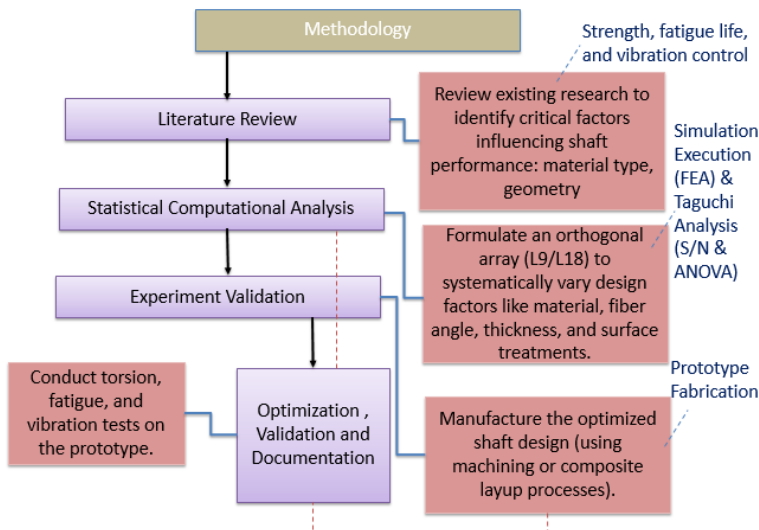 Methodology
Strength, fatigue life,
and vibration control
Literature Review
Review existing research to
identify critical factors
influencing shaft
performance: material type,
geometry
Simulation
Execution
(FEA) &
Taguchi
Analysis
(S/N &
ANOVA)
Statistical Computational Analysis
Formulate an orthogonal
array (L9/L18) to
systematically vary design
factors like material, fiber
angle, thickness, and surface
treatments.
Experiment Validation
Prototype
Fabrication
Conduct torsion,
fatigue, and
vibration tests on
the prototype.
Optimization ,
Validation and
Documentation
Manufacture the optimized
shaft design (using
machining or composite
layup processes).